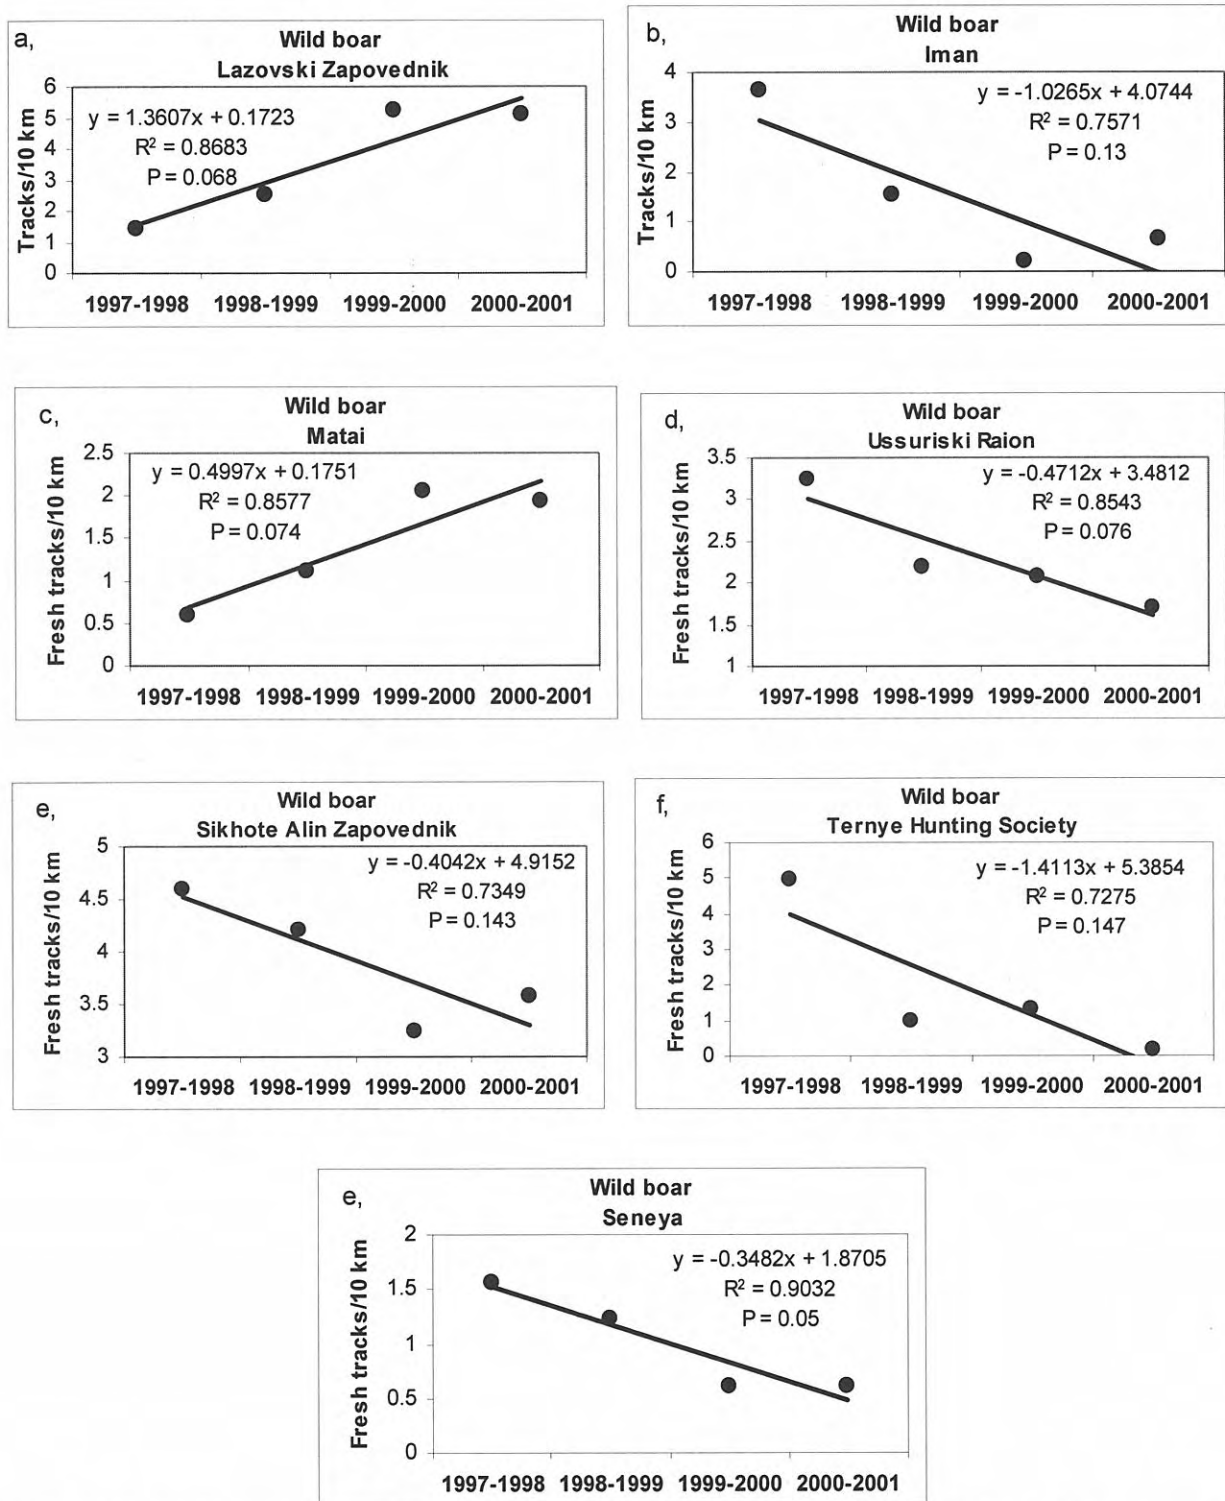 a,
Wild boar
Lazovski Zapovednik
y = 1.3607x + 0.1723
R² = 0.8683
P = 0.068
Tracks/10 km
6
5
4
3
2
1
0
1997-1998 1998-1999 1999-2000 2000-2001
b,
Wild boar
Iman
y = -1.0265x + 4.0744
R² = 0.7571
P = 0.13
Tracks/10 km
4
3
2
1
0
1997-1998 1998-1999 1999-2000 2000-2001
c,
Wild boar
Matai
y = 0.4997x + 0.1751
R² = 0.8577
P = 0.074
Fresh tracks/10 km
2.5
2
1.5
1
0.5
0
1997-1998 1998-1999 1999-2000 2000-2001
d,
Wild boar
Ussuriski Raion
y = -0.4712x + 3.4812
R² = 0.8543
P = 0.076
Fresh tracks/10 km
3.5
3
2.5
2
1.5
1
1997-1998 1998-1999 1999-2000 2000-2001
e,
Wild boar
Sikhote Alin Zapovednik
y = -0.4042x + 4.9152
R² = 0.7349
P = 0.143
Fresh tracks/10 km
5
4.5
4
3.5
3
1997-1998 1998-1999 1999-2000 2000-2001
f,
Wild boar
Ternye Hunting Society
y = -1.4113x + 5.3854
R² = 0.7275
P = 0.147
Fresh tracks/10 km
6
5
4
3
2
1
0
1997-1998 1998-1999 1999-2000 2000-2001
e,
Wild boar
Seneya
y = -0.3482x + 1.8705
R² = 0.9032
P = 0.05
Fresh tracks/10 km
2
1.5
1
0.5
0
1997-1998 1998-1999 1999-2000 2000-2001